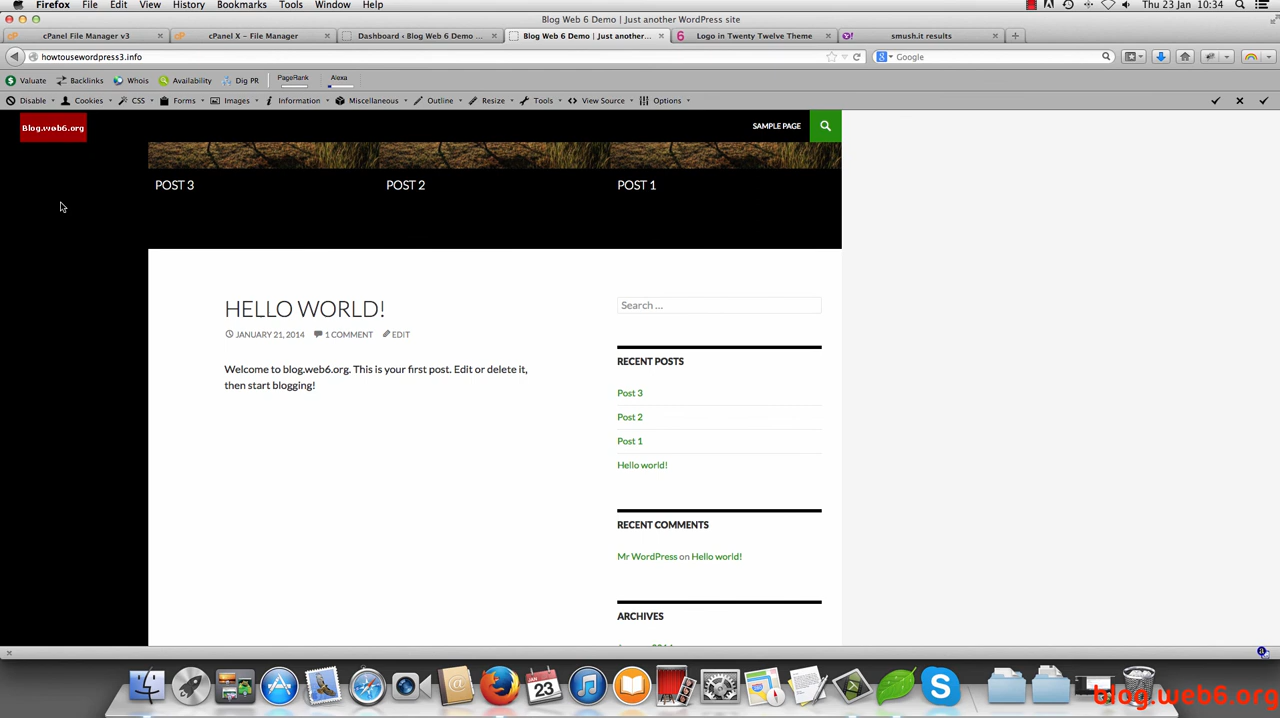 Firefox File Edit View History Bookmarks Tools Window Help Thu 23 Jan 10:34
Blog Web 6 Demo | Just another WordPress site
cPanel File Manager v3 cPanel X - File Manager Dashboard ‹ Blog Web 6 Demo ... Blog Web 6 Demo | Just another... Logo in Twenty Twelve Theme smush.it results
howtousewordpress3.info Google
Valuate Backlinks Whois Availability Dig PR PageRank Alexa
Disable Cookies CSS Forms Images Information Miscellaneous Outline Resize Tools View Source Options
Blog.web6.org SAMPLE PAGE
POST 3 POST 2 POST 1
HELLO WORLD!
JANUARY 21, 2014 1 COMMENT EDIT
Welcome to blog.web6.org. This is your first post. Edit or delete it,
then start blogging!
Search ...
RECENT POSTS
Post 3
Post 2
Post 1
Hello world!
RECENT COMMENTS
Mr WordPress on Hello world!
ARCHIVES
JAN
23
blog.web6.org